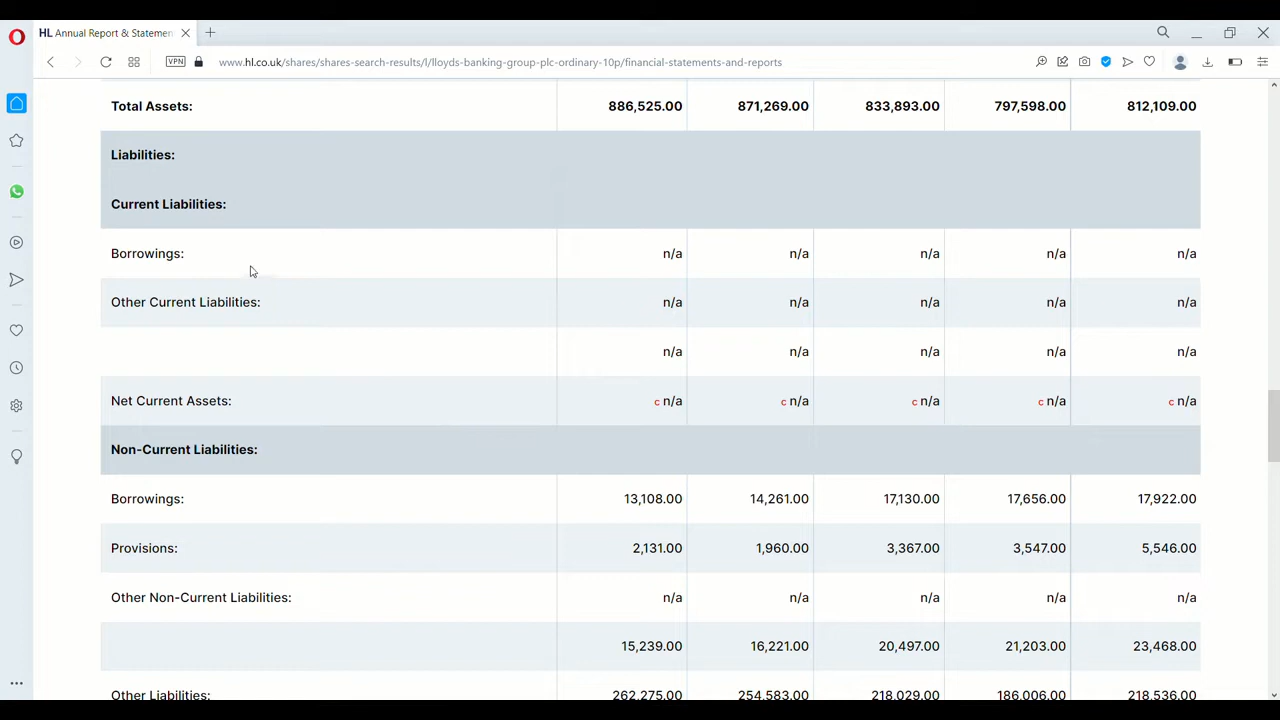 HL Annual Report & Statemen
VPN
www.hl.co.uk/shares/shares-search-results/l/lloyds-banking-group-plc-ordinary-10p/financial-statements-and-reports
Total Assets: 886,525.00 871,269.00 833,893.00 797,598.00 812,109.00
Liabilities:
Current Liabilities:
Borrowings: n/a n/a n/a n/a n/a
Other Current Liabilities: n/a n/a n/a n/a n/a
n/a n/a n/a n/a n/a
Net Current Assets: c n/a c n/a c n/a c n/a c n/a
Non-Current Liabilities:
Borrowings: 13,108.00 14,261.00 17,130.00 17,656.00 17,922.00
Provisions: 2,131.00 1,960.00 3,367.00 3,547.00 5,546.00
Other Non-Current Liabilities: n/a n/a n/a n/a n/a
15,239.00 16,221.00 20,497.00 21,203.00 23,468.00
Other Liabilities: 262,275.00 254,583.00 218,029.00 186,006.00 218,536.00